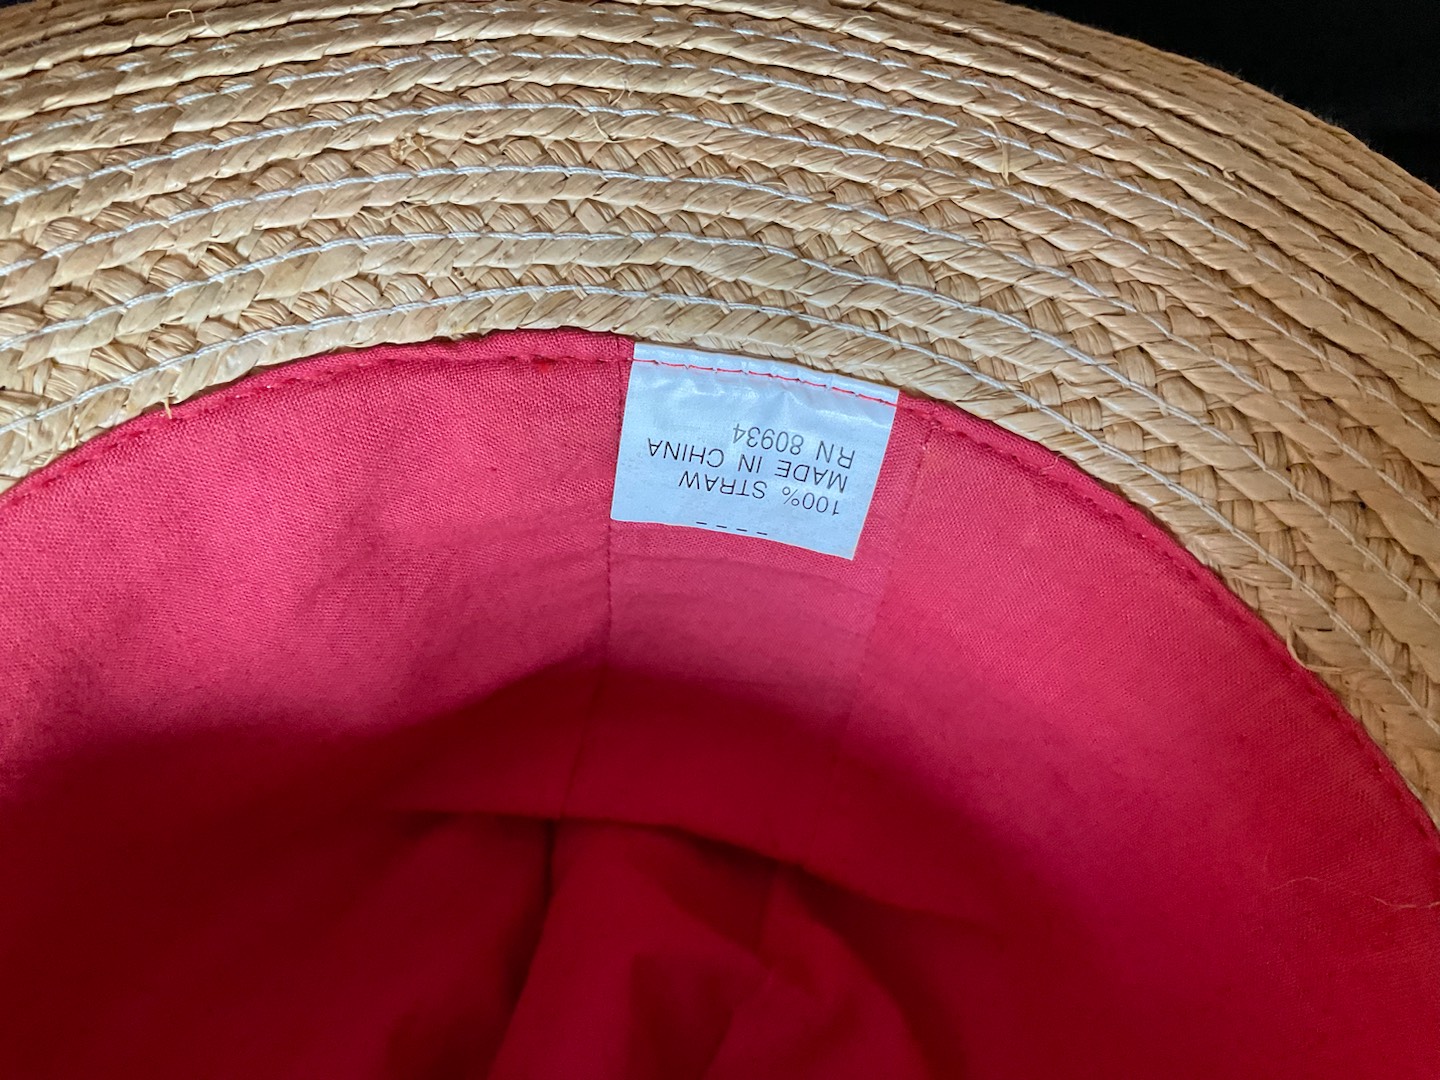 100% STRAW
MADE IN CHINA
RN 80934